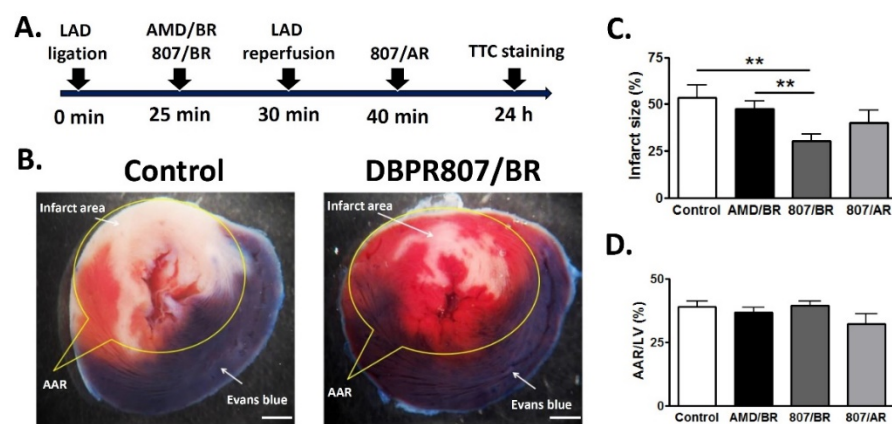 A.
LAD ligation
AMD/BR 807/BR
LAD reperfusion
807/AR
TTC staining
0 min
25 min
30 min
40 min
24 h
B.
Control
Infarct area
AAR
Evans blue
DBPR807/BR
Infarct area
AAR
Evans blue
C.
Infarct size (%)
75
50
25
0
**
**
Control AMD/BR 807/BR 807/AR
D.
AAR/LV (%)
50
25
0
Control AMD/BR 807/BR 807/AR